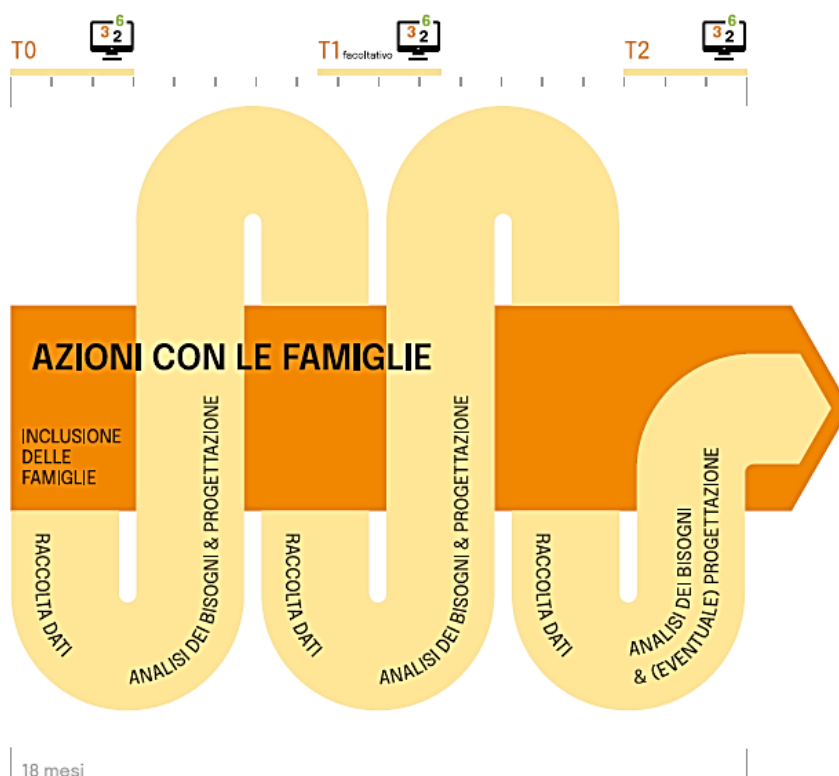 T0
3 6 2
T1 facoltativo
3 6 2
T2
3 6 2
AZIONI CON LE FAMIGLIE
INCLUSIONE
DELLE
FAMIGLIE
RACCOLTA DATI
ANALISI DEI BISOGNI & PROGETTAZIONE
RACCOLTA DATI
ANALISI DEI BISOGNI & PROGETTAZIONE
RACCOLTA DATI
ANALISI DEI BISOGNI
& (EVENTUALE) PROGETTAZIONE
18 mesi